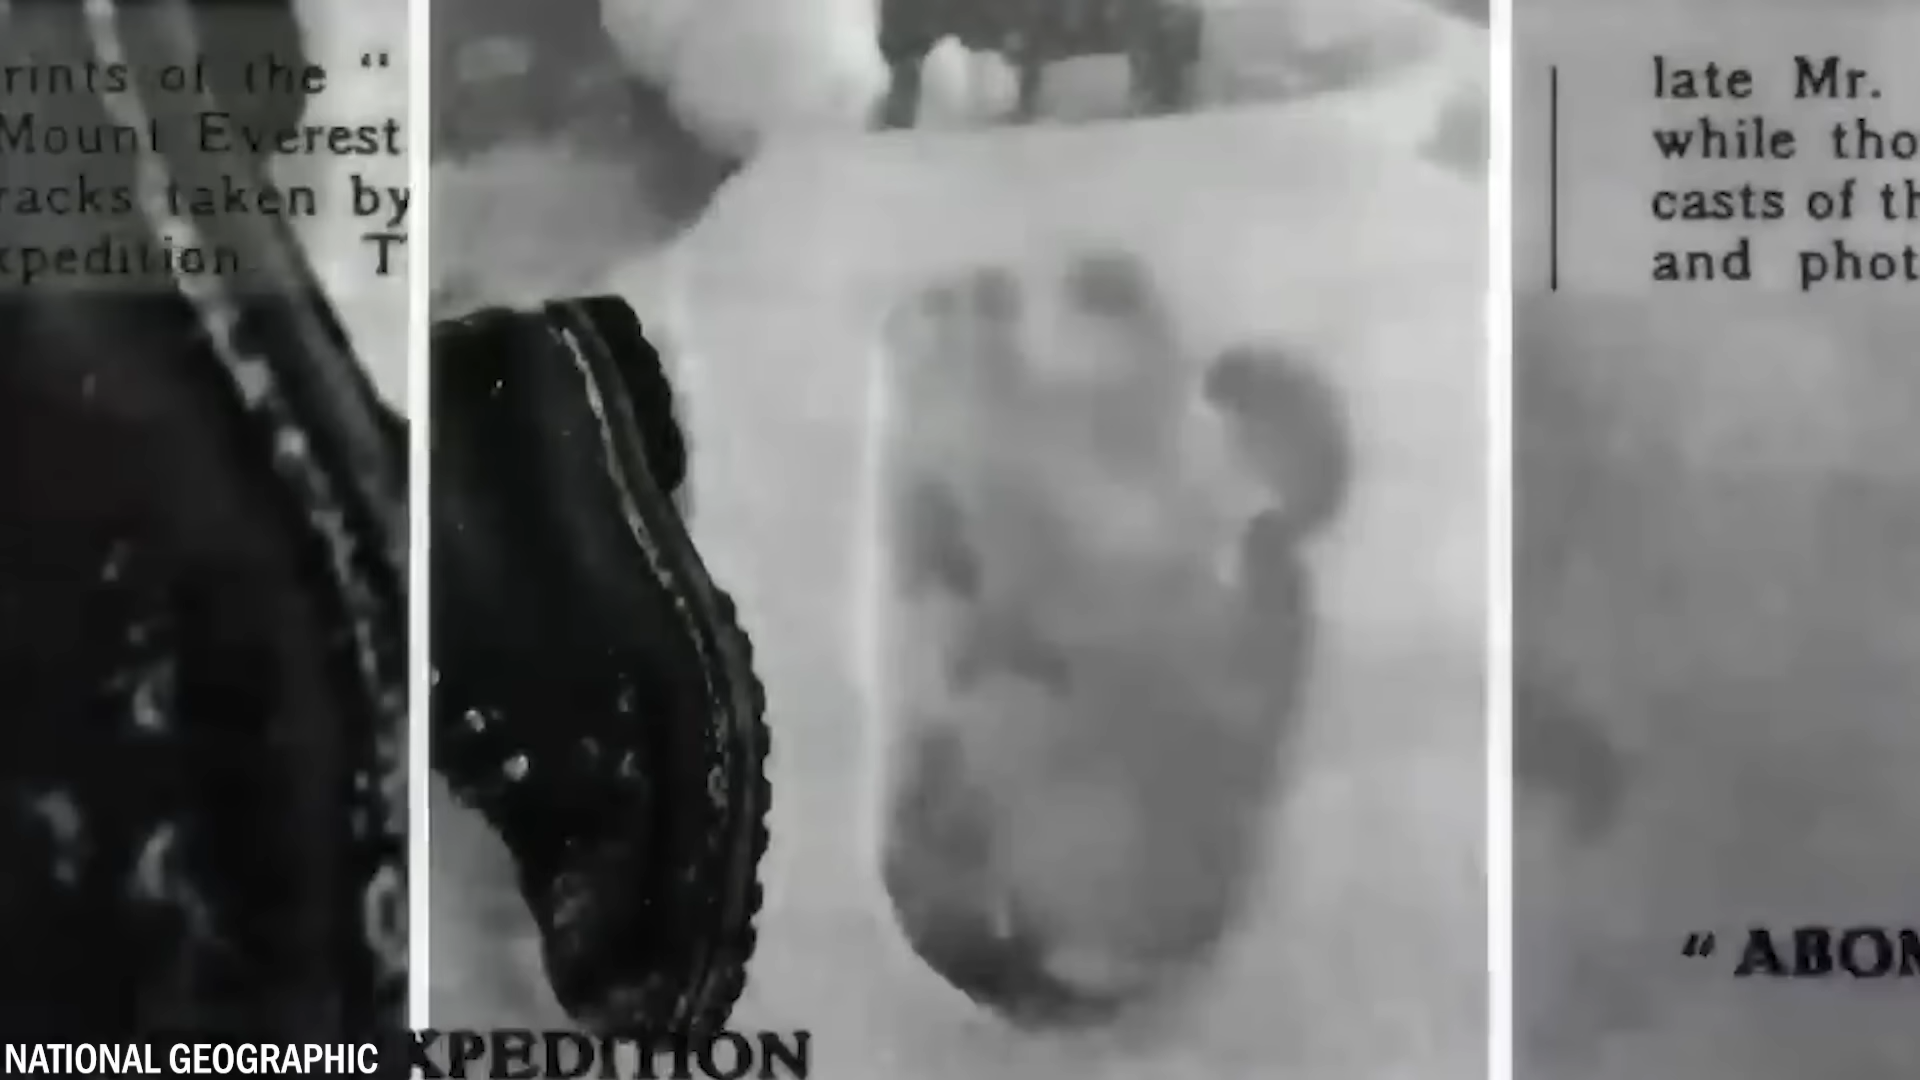 rints of the "
Mount Everest
racks taken by
xpedition T
late Mr.
while tho
casts of th
and phot
" ABOM
XPEDITION
NATIONAL GEOGRAPHIC